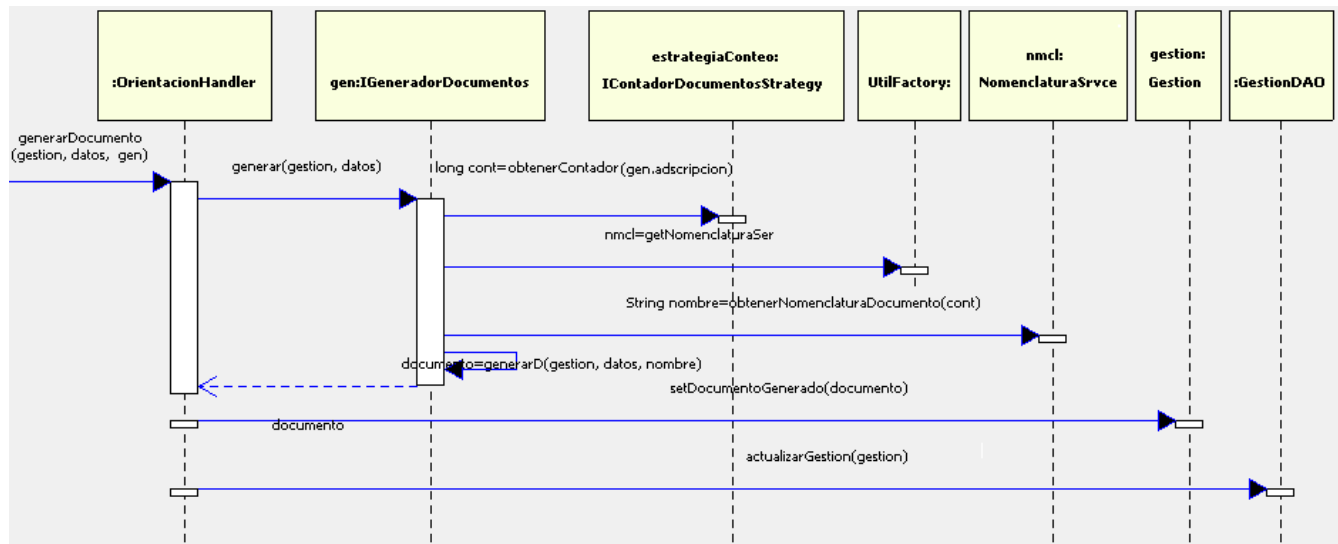 :OrientacionHandler
gen:IGeneradorDocumentos
estrategiaConteo:
IContadorDocumentosStrategy
UtilFactory:
nmcl:
NomenclaturaSrvce
gestion:
Gestion
:GestionDAO
generarDocumento
(gestion, datos, gen)
generar(gestion, datos)
long cont=obtenerContador(gen.adscripcion)
nmcl=getNomenclaturaSer
String nombre=obtenerNomenclaturaDocumento(cont)
documento=generarD(gestion, datos, nombre)
setDocumentoGenerado(documento)
documento
actualizarGestion(gestion)